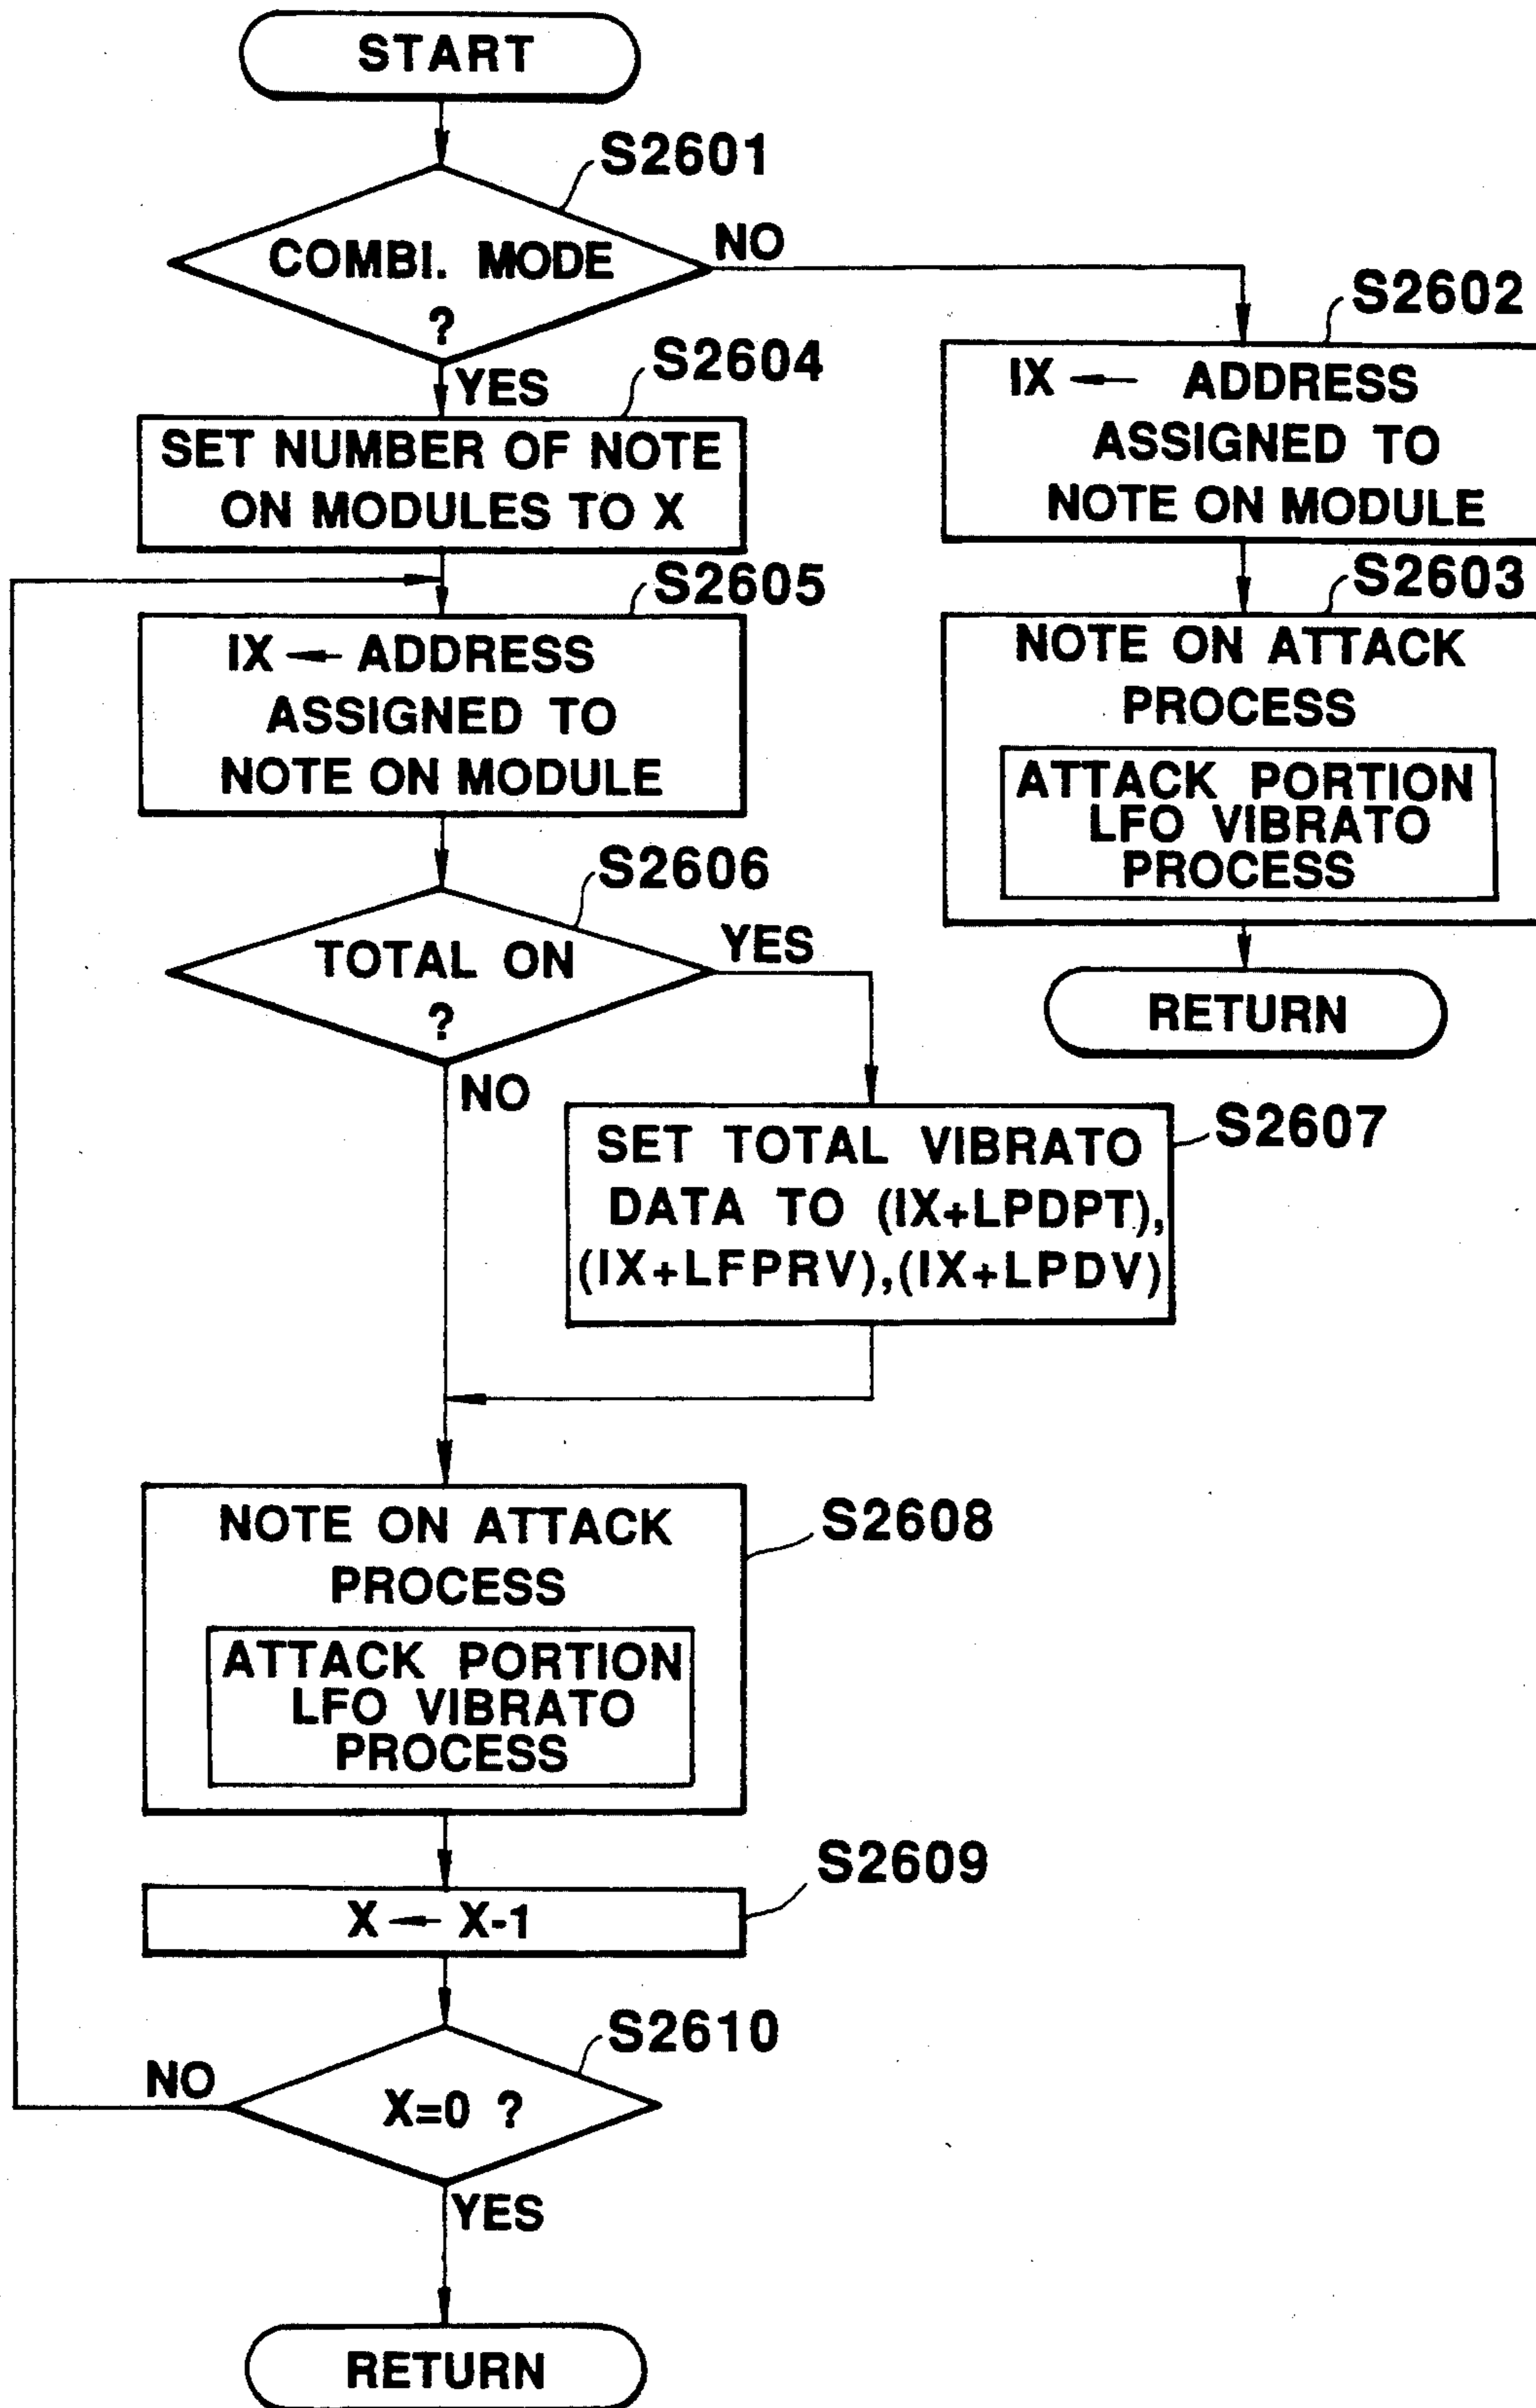 START
S2601
COMBI. MODE
?
NO
YES
S2602
IX ← ADDRESS
ASSIGNED TO
NOTE ON MODULE
S2603
NOTE ON ATTACK
PROCESS
ATTACK PORTION
LFO VIBRATO
PROCESS
RETURN
S2604
SET NUMBER OF NOTE
ON MODULES TO X
S2605
IX ← ADDRESS
ASSIGNED TO
NOTE ON MODULE
S2606
TOTAL ON
?
YES
NO
S2607
SET TOTAL VIBRATO
DATA TO (IX+LPDPT),
(IX+LFPRV),(IX+LPDV)
S2608
NOTE ON ATTACK
PROCESS
ATTACK PORTION
LFO VIBRATO
PROCESS
S2609
X ← X-1
S2610
X=0 ?
NO
YES
RETURN